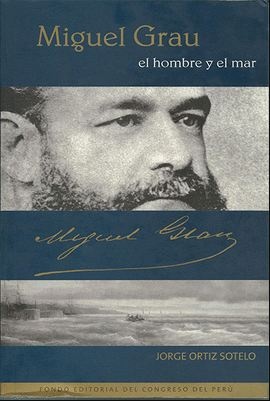 Miguel Grau
el hombre y el mar
Miguel Grau
JORGE ORTIZ SOTELO
FONDO EDITORIAL DEL CONGRESO DEL PERÚ